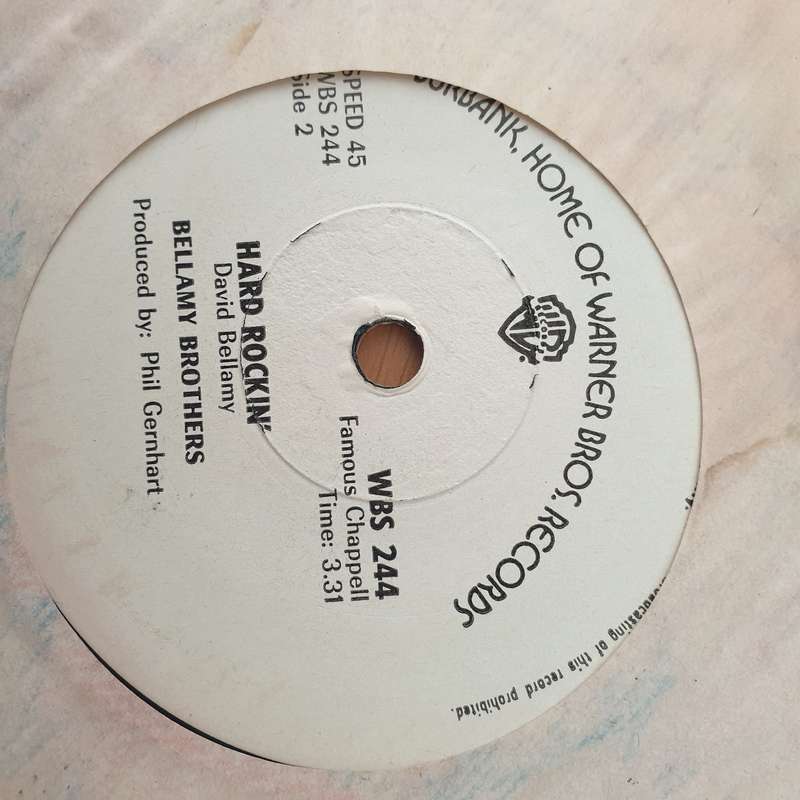 BURBANK, HOME OF WARNER BROS. RECORDS
SPEED 45
WBS 244
Side 2
WBS 244
Famous Chappell
Time: 3.31
HARD ROCKIN'
David Bellamy
BELLAMY BROTHERS
Produced by: Phil Gernhart
of this record prohibited.